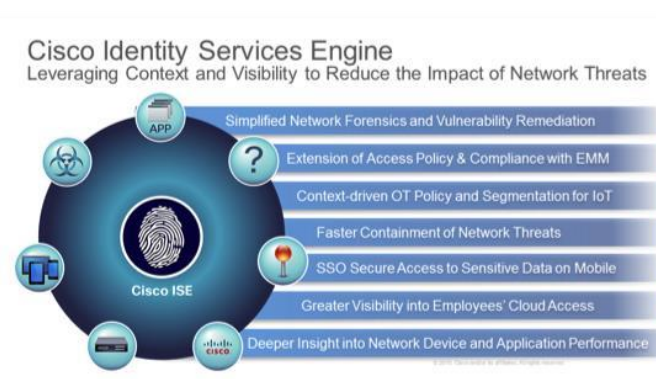 Cisco Identity Services Engine
Leveraging Context and Visibility to Reduce the Impact of Network Threats
APP
Simplified Network Forensics and Vulnerability Remediation
?
Extension of Access Policy & Compliance with EMM
Context-driven OT Policy and Segmentation for IoT
Faster Containment of Network Threats
SSO Secure Access to Sensitive Data on Mobile
Cisco ISE
Greater Visibility into Employees' Cloud Access
CISCO
Deeper Insight into Network Device and Application Performance